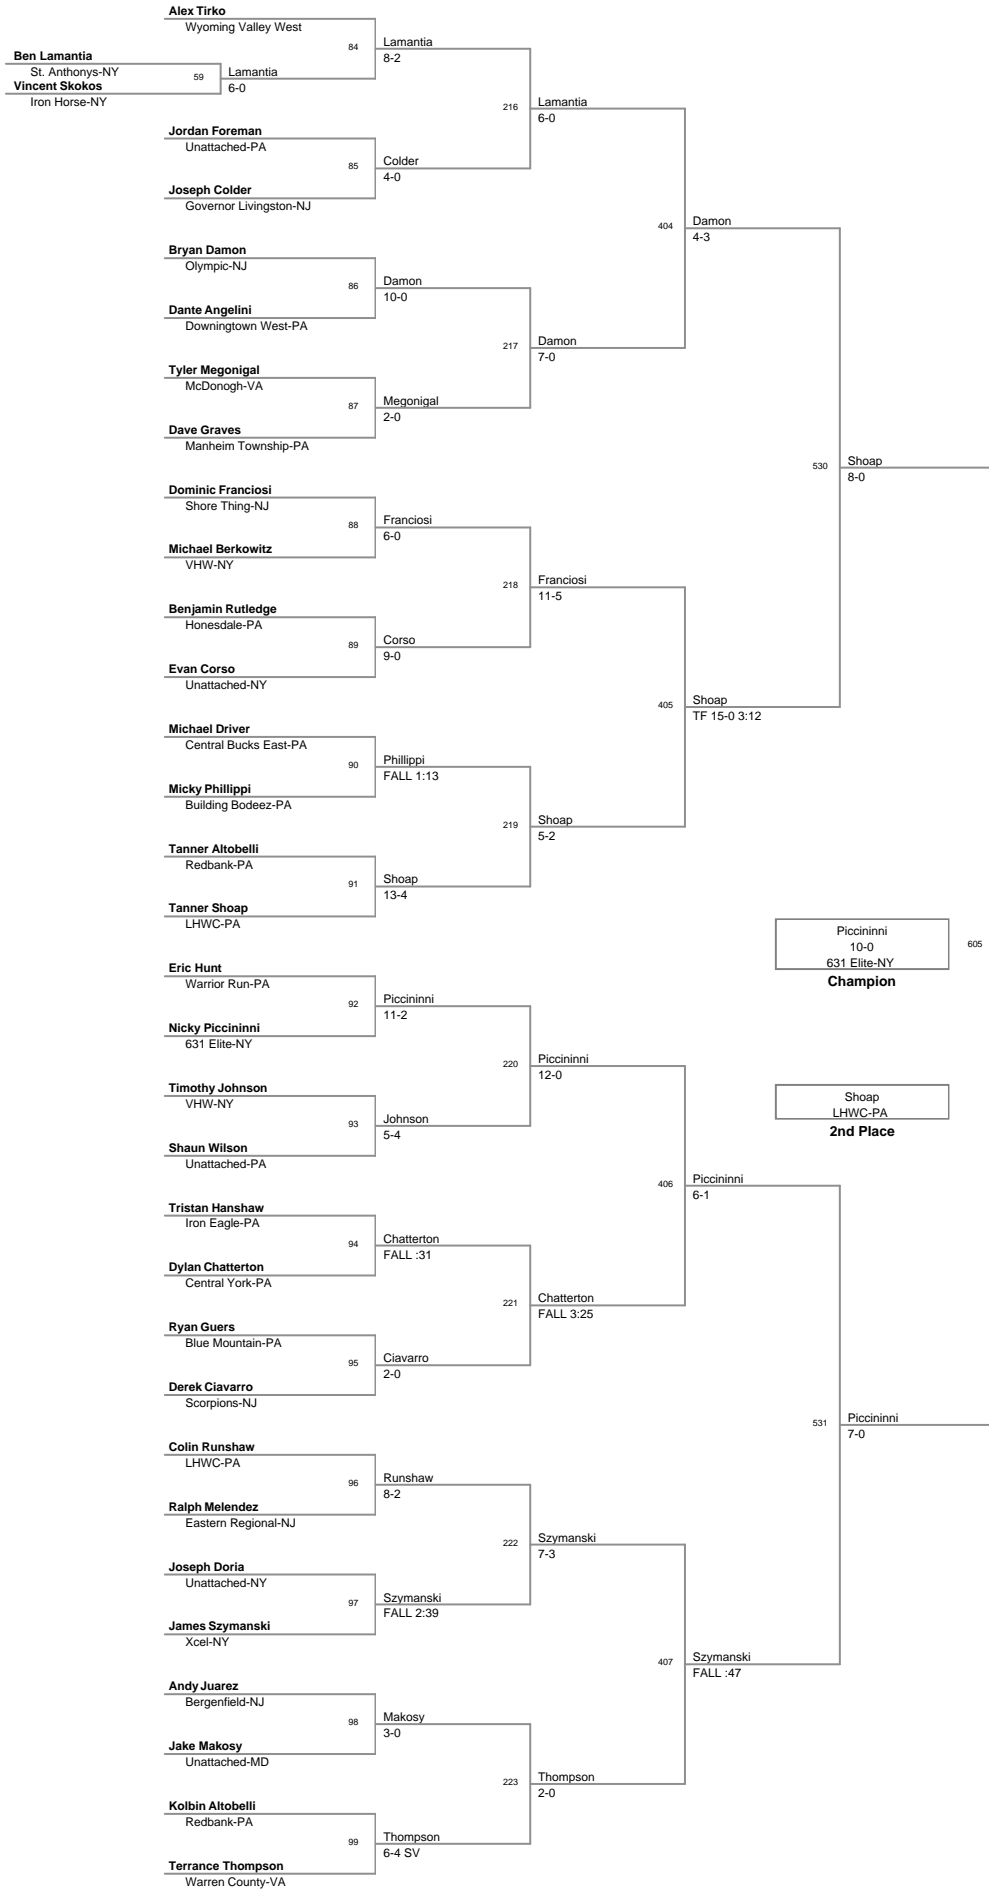 Alex Tirko
Wyoming Valley West
84
Lamantia
8-2
Ben Lamantia
St. Anthonys-NY
59
Lamantia
6-0
Vincent Skokos
Iron Horse-NY
216
Lamantia
6-0
Jordan Foreman
Unattached-PA
85
Colder
4-0
Joseph Colder
Governor Livingston-NJ
404
Damon
4-3
Bryan Damon
Olympic-NJ
86
Damon
10-0
Dante Angelini
Downingtown West-PA
217
Damon
7-0
Tyler Megonigal
McDonogh-VA
87
Megonigal
2-0
Dave Graves
Manheim Township-PA
530
Shoap
8-0
Dominic Franciosi
Shore Thing-NJ
88
Franciosi
6-0
Michael Berkowitz
VHW-NY
218
Franciosi
11-5
Benjamin Rutledge
Honesdale-PA
89
Corso
9-0
Evan Corso
Unattached-NY
405
Shoap
TF 15-0 3:12
Michael Driver
Central Bucks East-PA
90
Phillippi
FALL 1:13
Micky Phillippi
Building Bodeez-PA
219
Shoap
5-2
Tanner Altobelli
Redbank-PA
91
Shoap
13-4
Tanner Shoap
LHWC-PA
Piccininni
10-0
631 Elite-NY
605
Champion
Eric Hunt
Warrior Run-PA
92
Piccininni
11-2
Nicky Piccininni
631 Elite-NY
220
Piccininni
12-0
Timothy Johnson
VHW-NY
93
Johnson
5-4
Shaun Wilson
Unattached-PA
Shoap
LHWC-PA
2nd Place
406
Piccininni
6-1
Tristan Hanshaw
Iron Eagle-PA
94
Chatterton
FALL :31
Dylan Chatterton
Central York-PA
221
Chatterton
FALL 3:25
Ryan Guers
Blue Mountain-PA
95
Ciavarro
2-0
Derek Ciavarro
Scorpions-NJ
531
Piccininni
7-0
Colin Runshaw
LHWC-PA
96
Runshaw
8-2
Ralph Melendez
Eastern Regional-NJ
222
Szymanski
7-3
Joseph Doria
Unattached-NY
97
Szymanski
FALL 2:39
James Szymanski
Xcel-NY
407
Szymanski
FALL :47
Andy Juarez
Bergenfield-NJ
98
Makosy
3-0
Jake Makosy
Unattached-MD
223
Thompson
2-0
Kolbin Altobelli
Redbank-PA
99
Thompson
6-4 SV
Terrance Thompson
Warren County-VA